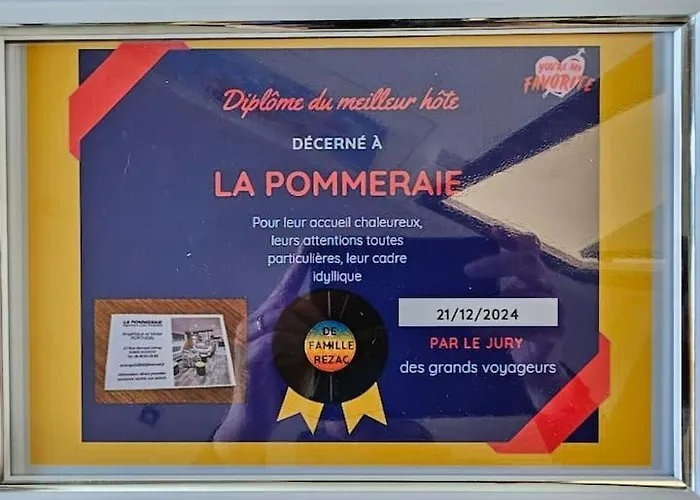 YOU'RE MY
FAVORITE
Diplôme du meilleur hôte
DÉCERNÉ À
LA POMMERAIE
Pour leur accueil chaleureux,
leurs attentions toutes
particulières, leur cadre
idyllique
LA POMMERAIE
PORTUGAL
DE
FAMILLE
REZAC
21/12/2024
PAR LE JURY
des grands voyageurs